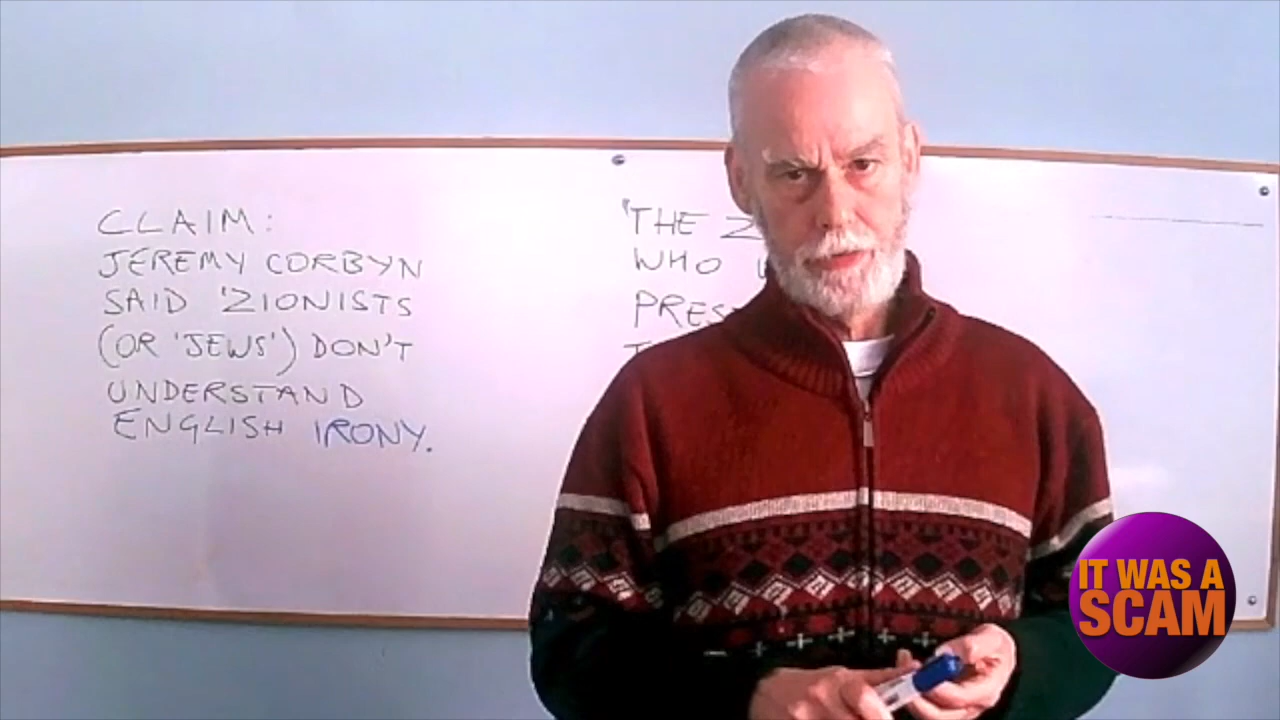 CLAIM:
JEREMY CORBYN
SAID 'ZIONISTS
(OR 'JEWS') DON'T
UNDERSTAND
ENGLISH IRONY.
'THE
WHO
IT WAS A
SCAM